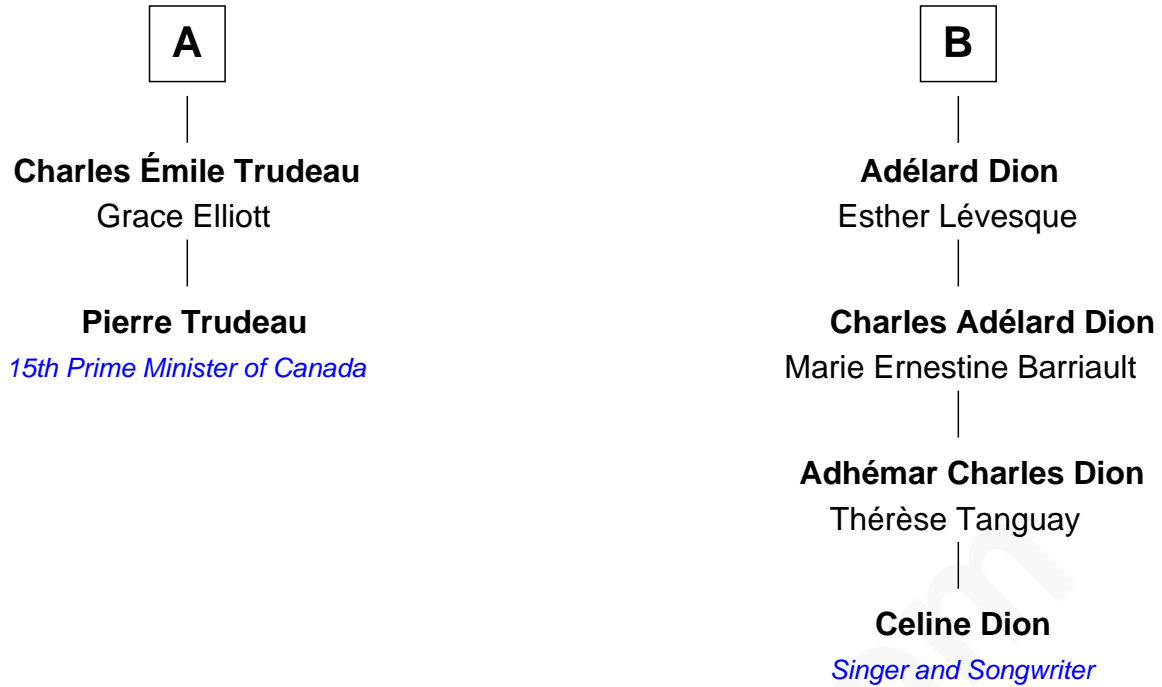 A
Charles Émile Trudeau
Grace Elliott
Pierre Trudeau
15th Prime Minister of Canada
B
Adélard Dion
Esther Lévesque
Charles Adélard Dion
Marie Ernestine Barriault
Adhémar Charles Dion
Thérèse Tanguay
Celine Dion
Singer and Songwriter